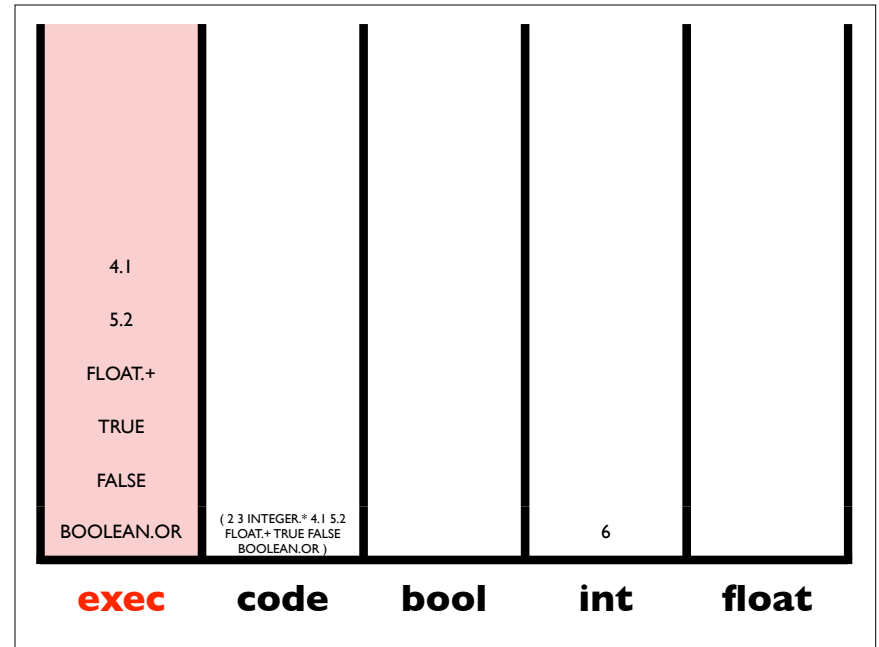 4.1
5.2
FLOAT.+
TRUE
FALSE
BOOLEAN.OR
( 2 3 INTEGER.* 4.1 5.2
FLOAT.+ TRUE FALSE
BOOLEAN.OR )
6
exec code bool int float